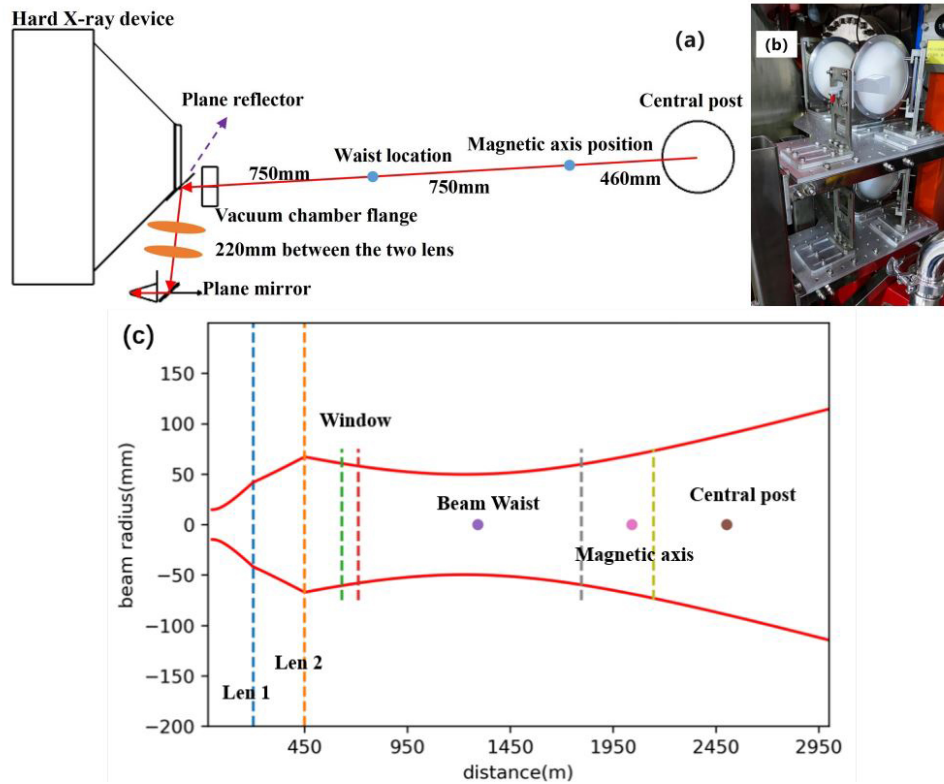 Hard X-ray device
(a)
(b)
Plane reflector
Central post
Waist location
Magnetic axis position
750mm
750mm
460mm
Vacuum chamber flange
220mm between the two lens
Plane mirror
(c)
Window
Beam Waist
Central post
Magnetic axis
Len 1
Len 2
beam radius(mm)
150
100
50
0
−50
−100
−150
−200
450
950
1450
1950
2450
2950
distance(m)